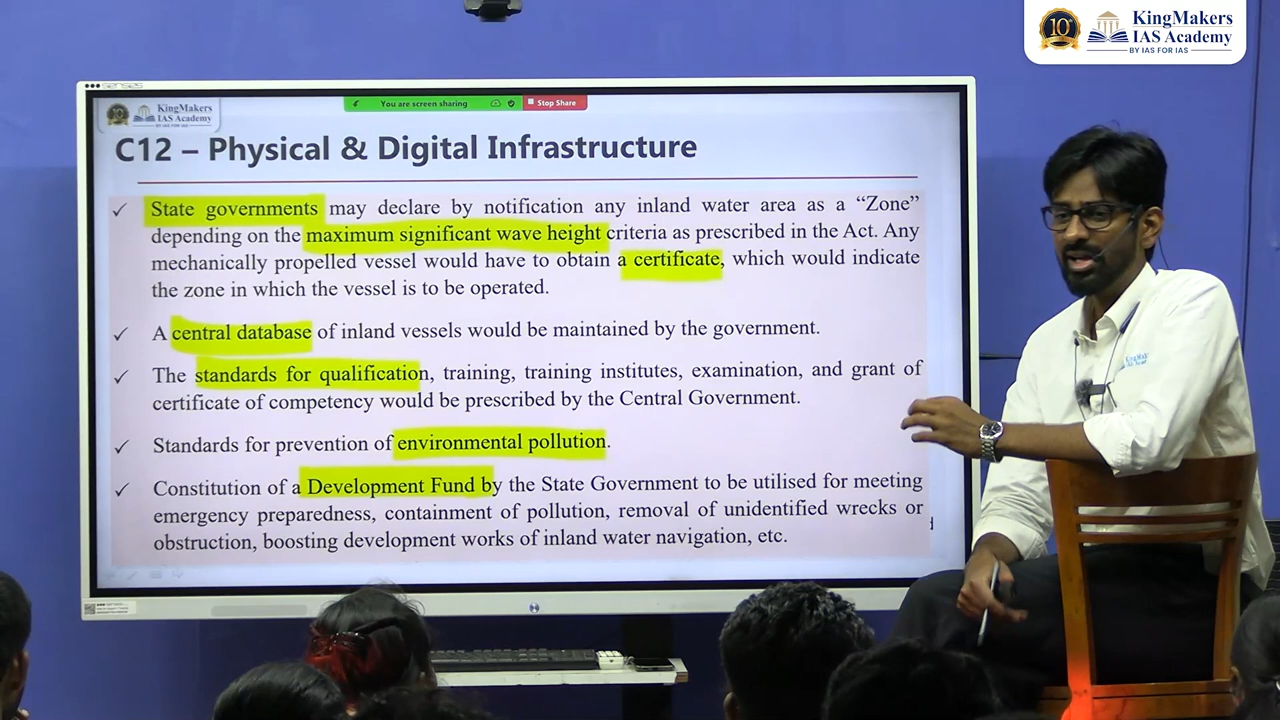 KingMakers
IAS Academy
BY IAS FOR IAS
KingMakers
IAS Academy
BY IAS FOR IAS
You are screen sharing
Stop Share
C12 – Physical & Digital Infrastructure
✓ State governments may declare by notification any inland water area as a “Zone”
depending on the maximum significant wave height criteria as prescribed in the Act. Any
mechanically propelled vessel would have to obtain a certificate, which would indicate
the zone in which the vessel is to be operated.
✓ A central database of inland vessels would be maintained by the government.
✓ The standards for qualification, training, training institutes, examination, and grant of
certificate of competency would be prescribed by the Central Government.
✓ Standards for prevention of environmental pollution.
✓ Constitution of a Development Fund by the State Government to be utilised for meeting
emergency preparedness, containment of pollution, removal of unidentified wrecks or
obstruction, boosting development works of inland water navigation, etc.